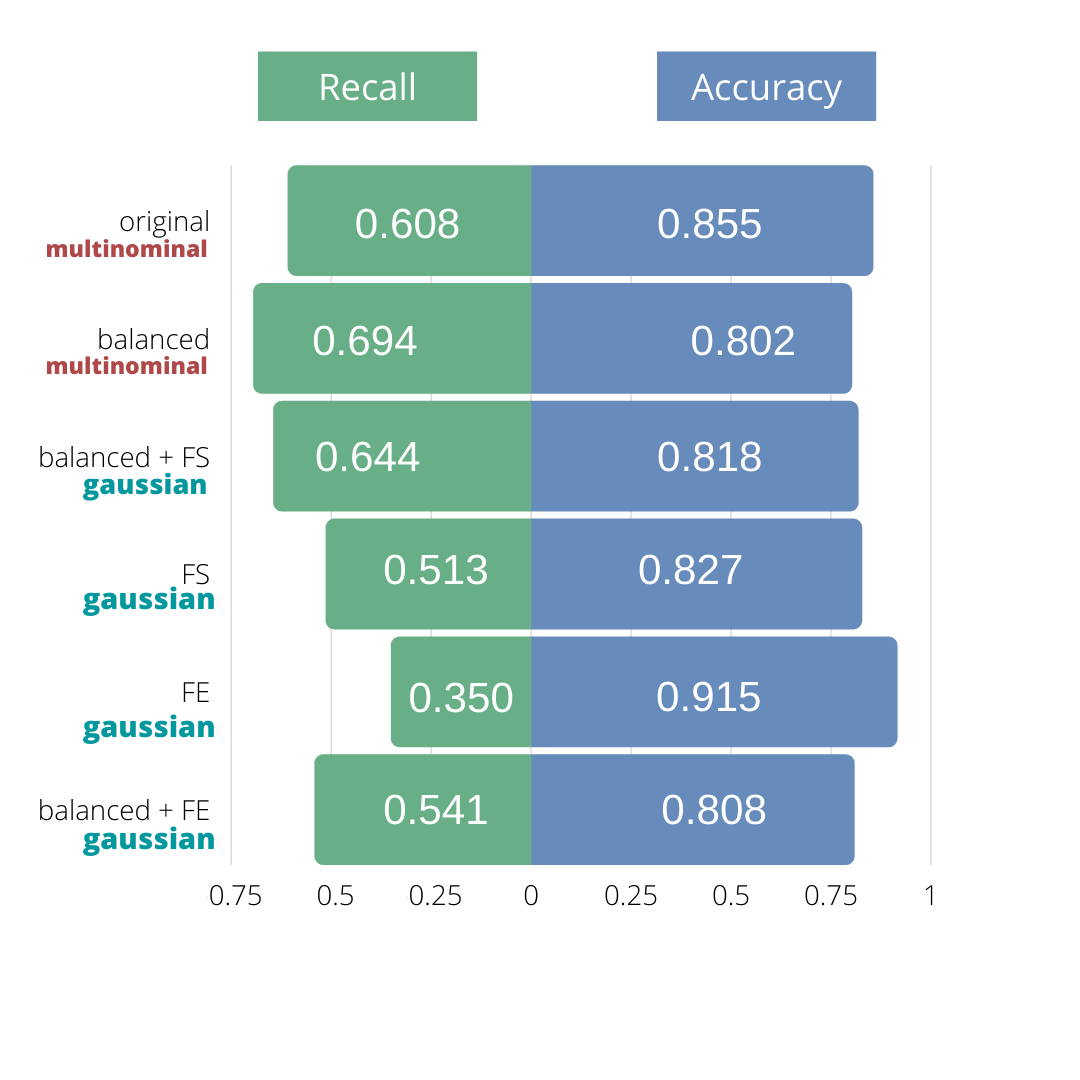 Recall Accuracy
original 0.608 0.855
multinominal
balanced 0.694 0.802
multinominal
balanced + FS 0.644 0.818
gaussian
FS 0.513 0.827
gaussian
FE 0.350 0.915
gaussian
balanced + FE 0.541 0.808
gaussian
0.75 0.5 0.25 0 0.25 0.5 0.75 1